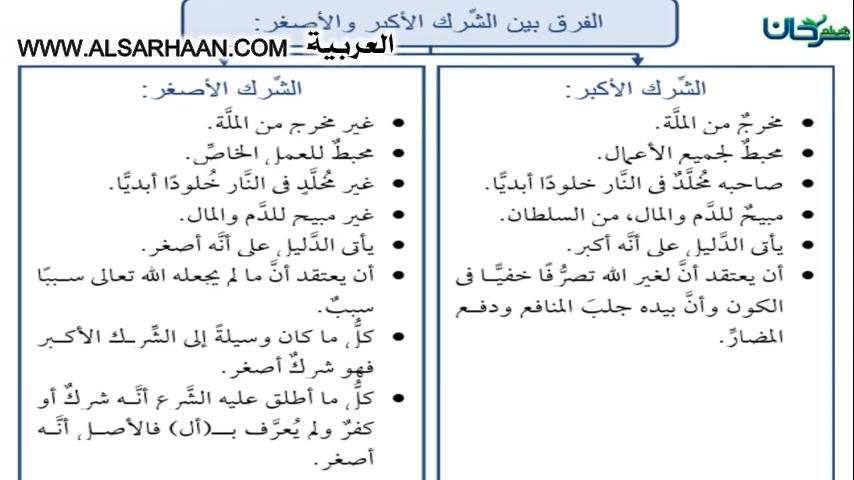 الفرق بين الشّرك الأكبر والأصغر:
WWW.ALSARHAAN.COM العربية
سرحان
الشّرك الأكبر:
مخرجٌ من الملَّة.
محبطٌ لجميع الأعمال.
صاحبه مُخلَّدٌ في النَّار خلودًا أبديًّا.
مبيحٌ للدَّم والمال، من السلطان.
يأتي الدَّليل على أنَّه أكبر.
أن يعتقد أنَّ لغير الله تصرُّفًا خفيًّا في
الكون وأنَّ بيده جلبَ المنافع ودفع
المضارِّ.
الشّرك الأصغر:
غير مخرج من الملَّة.
محبطٌ للعمل الخاصِّ.
غير مُخلَّدٍ في النَّار خُلودًا أبديًّا.
غير مبيح للدَّم والمال.
يأتي الدَّليل على أنَّه أصغر.
أن يعتقد أنَّ ما لم يجعله الله تعالى سببًا
سببٌ.
كلُّ ما كان وسيلةً إلى الشِّرك الأكبر
فهو شركٌ أصغر.
كلُّ ما أطلق عليه الشَّرع أنَّه شركٌ أو
كفرٌ ولم يُعرَّف بـ(أل) فالأصل أنَّه
أصغر.